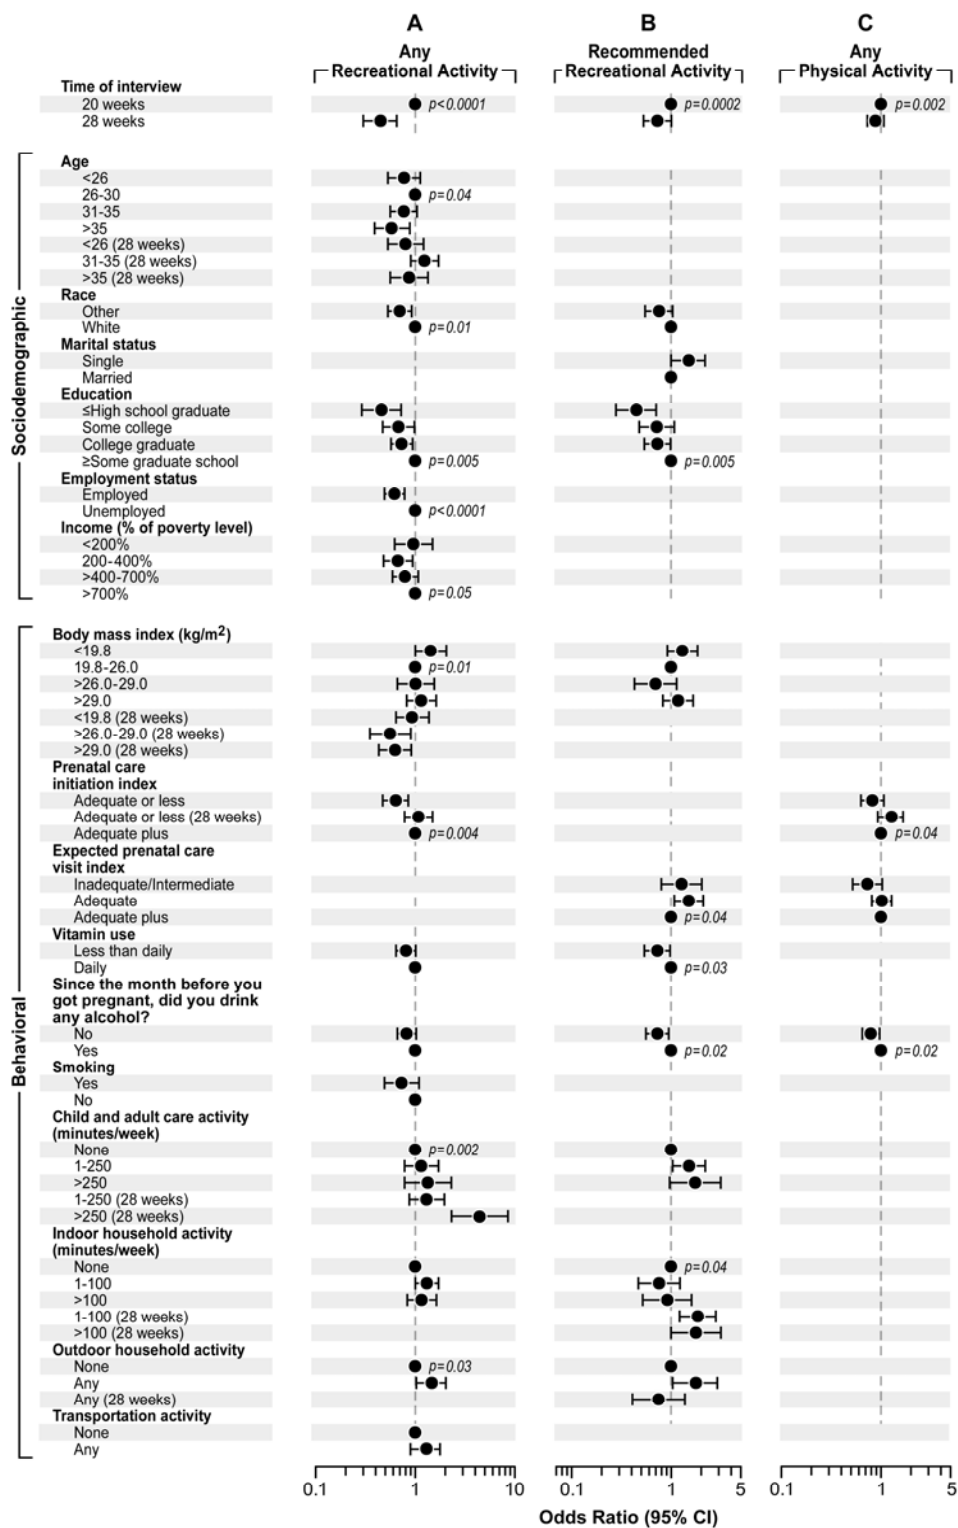 A B C
Any Recommended Any
Recreational Activity Recreational Activity Physical Activity
Time of interview
20 weeks p<0.0001 p=0.0002 p=0.002
28 weeks
Sociodemographic
Age
<26
26-30 p=0.04
31-35
>35
<26 (28 weeks)
31-35 (28 weeks)
>35 (28 weeks)
Race
Other
White p=0.01
Marital status
Single
Married
Education
≤High school graduate
Some college
College graduate
≥Some graduate school p=0.005 p=0.005
Employment status
Employed
Unemployed p<0.0001
Income (% of poverty level)
<200%
200-400%
>400-700%
>700% p=0.05
Behavioral
Body mass index (kg/m2)
<19.8
19.8-26.0 p=0.01
>26.0-29.0
>29.0
<19.8 (28 weeks)
>26.0-29.0 (28 weeks)
>29.0 (28 weeks)
Prenatal care
initiation index
Adequate or less
Adequate or less (28 weeks)
Adequate plus p=0.004 p=0.04
Expected prenatal care
visit index
Inadequate/Intermediate
Adequate
Adequate plus p=0.04
Vitamin use
Less than daily
Daily p=0.03
Since the month before you
got pregnant, did you drink
any alcohol?
No
Yes p=0.02 p=0.02
Smoking
Yes
No
Child and adult care activity
(minutes/week)
None p=0.002
1-250
>250
1-250 (28 weeks)
>250 (28 weeks)
Indoor household activity
(minutes/week)
None p=0.04
1-100
>100
1-100 (28 weeks)
>100 (28 weeks)
Outdoor household activity
None p=0.03
Any
Any (28 weeks)
Transportation activity
None
Any
0.1 1 10 0.1 1 5 0.1 1 5
Odds Ratio (95% CI)